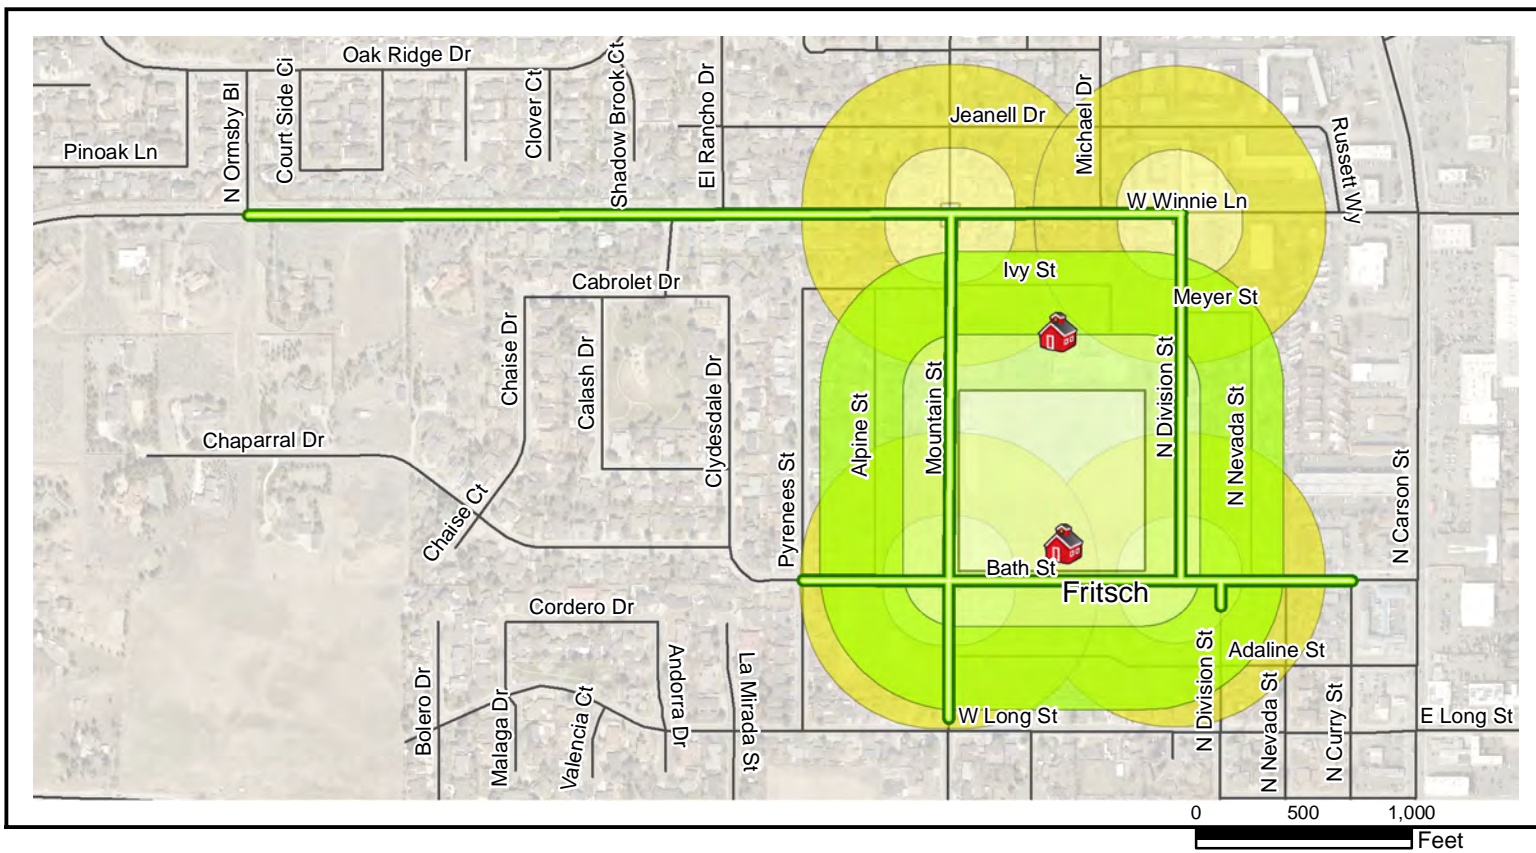 Oak Ridge Dr
N Ormsby Bl
Court Side Ci
Clover Ct
Shadow Brook Ct
El Rancho Dr
Michael Dr
Jeanell Dr
Russett Wy
Pinoak Ln
W Winnie Ln
Ivy St
Meyer St
Cabrolet Dr
Chaise Dr
Calash Dr
Clydesdale Dr
Alpine St
Mountain St
N Division St
N Nevada St
Chaparral Dr
Chaise Ct
Pyrenees St
N Carson St
Bath St
Fritsch
Cordero Dr
Adaline St
Bolero Dr
Malaga Dr
Valencia Ct
Andorra Dr
La Mirada St
W Long St
N Division St
N Nevada St
N Curry St
E Long St
0 500 1,000
Feet